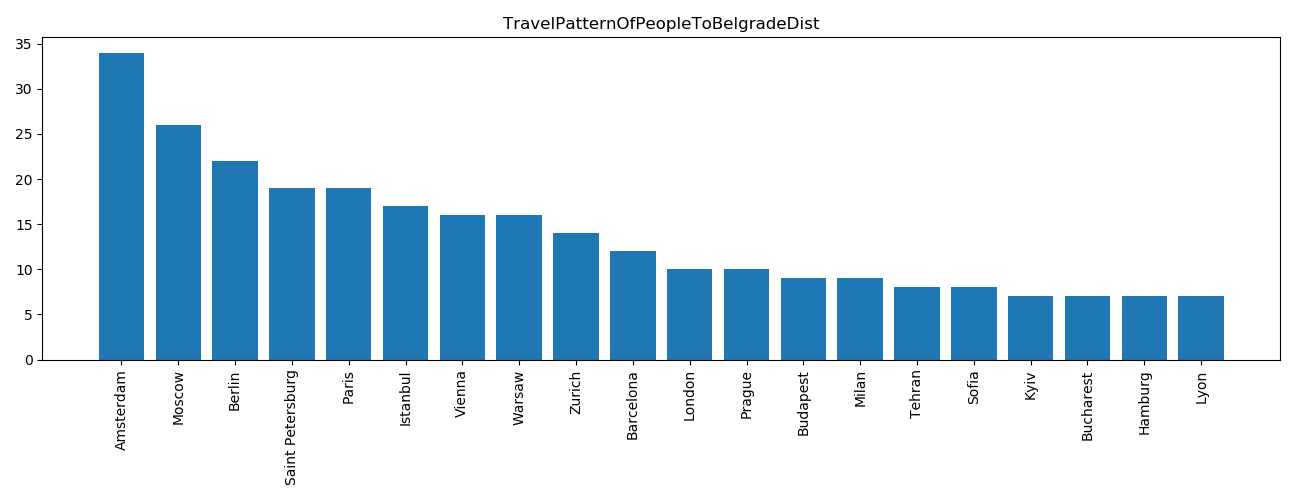 TravelPatternOfPeopleToBelgradeDist
35
30
25
20
15
10
5
0
Amsterdam
Moscow
Berlin
Saint Petersburg
Paris
Istanbul
Vienna
Warsaw
Zurich
Barcelona
London
Prague
Budapest
Milan
Tehran
Sofia
Kyiv
Bucharest
Hamburg
Lyon